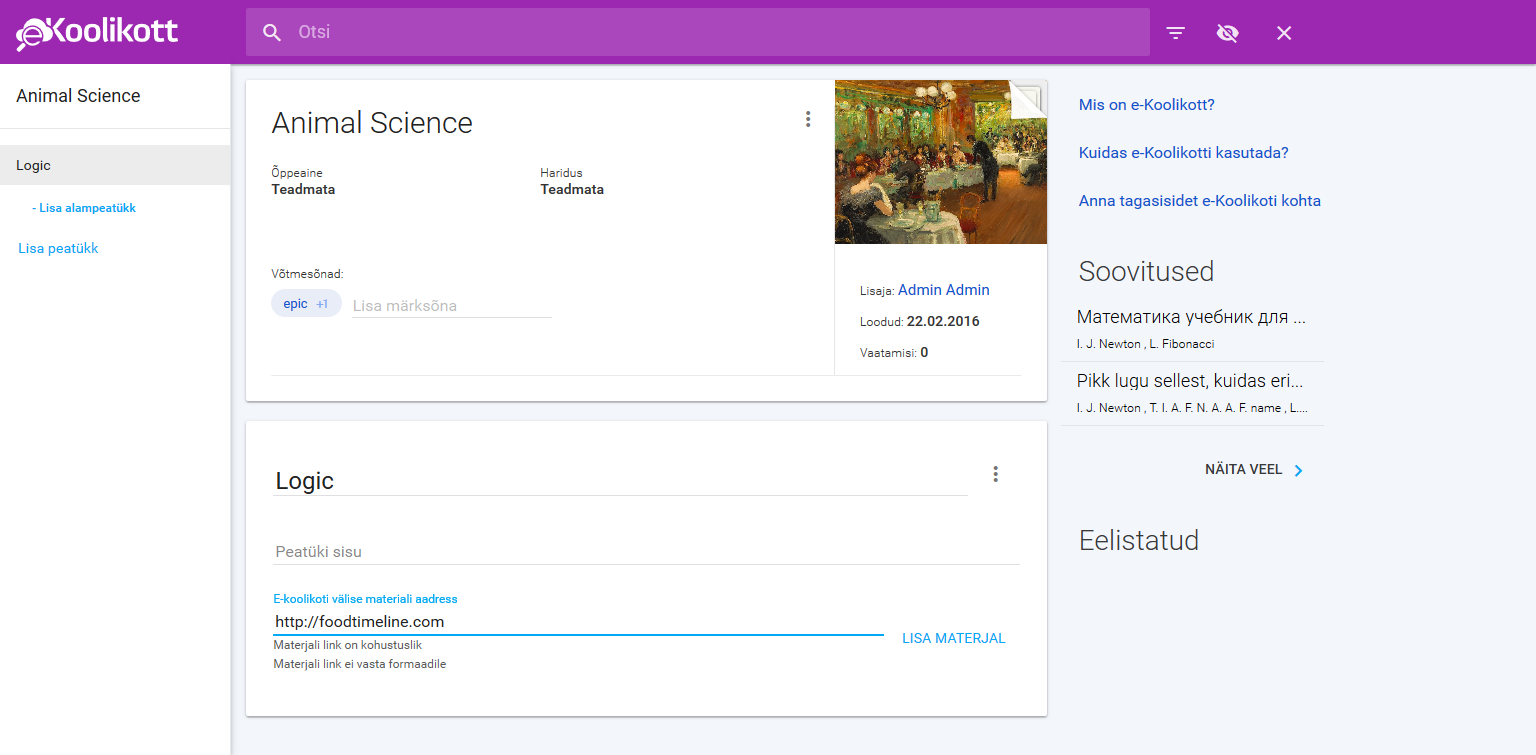 eKoolikott
Otsi
Animal Science
Logic
- Lisa alampeatükk
Lisa peatükk
Animal Science
Õppeaine
Teadmata
Haridus
Teadmata
Võtmesõnad:
epic +1
Lisa märksõna
Lisaja: Admin Admin
Loodud: 22.02.2016
Vaatamisi: 0
Logic
Peatüki sisu
E-koolikoti välise materiali aadress
http://foodtimeline.com
Materjali link on kohustuslik
Materjali link ei vasta formaadile
LISA MATERJAL
Mis on e-Koolikott?
Kuidas e-Koolikotti kasutada?
Anna tagasisidet e-Koolikoti kohta
Soovitused
Математика учебник для ...
I. J. Newton , L. Fibonacci
Pikk lugu sellest, kuidas eri...
I. J. Newton , T. I. A. F. N. A. A. F. name , L....
NÄITA VEEL
Eelistatud